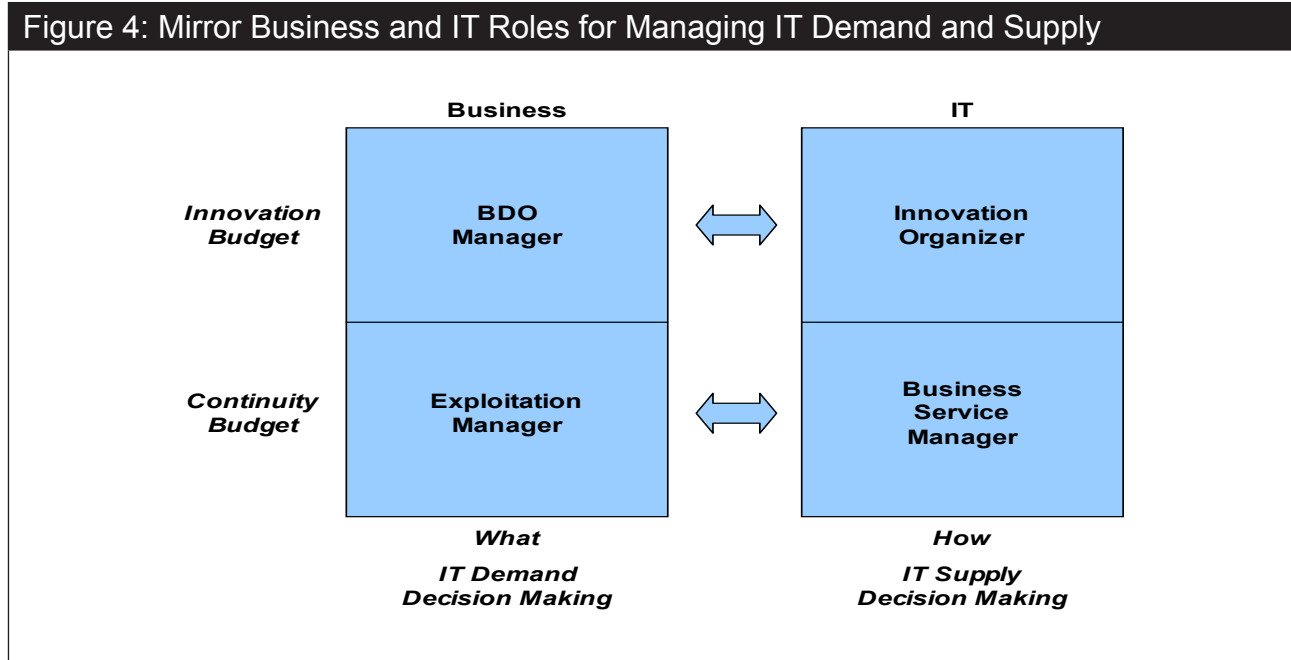 Figure 4: Mirror Business and IT Roles for Managing IT Demand and Supply
Business
IT
Innovation
Budget
BDO
Manager
Innovation
Organizer
Continuity
Budget
Exploitation
Manager
Business
Service
Manager
What
IT Demand
Decision Making
How
IT Supply
Decision Making